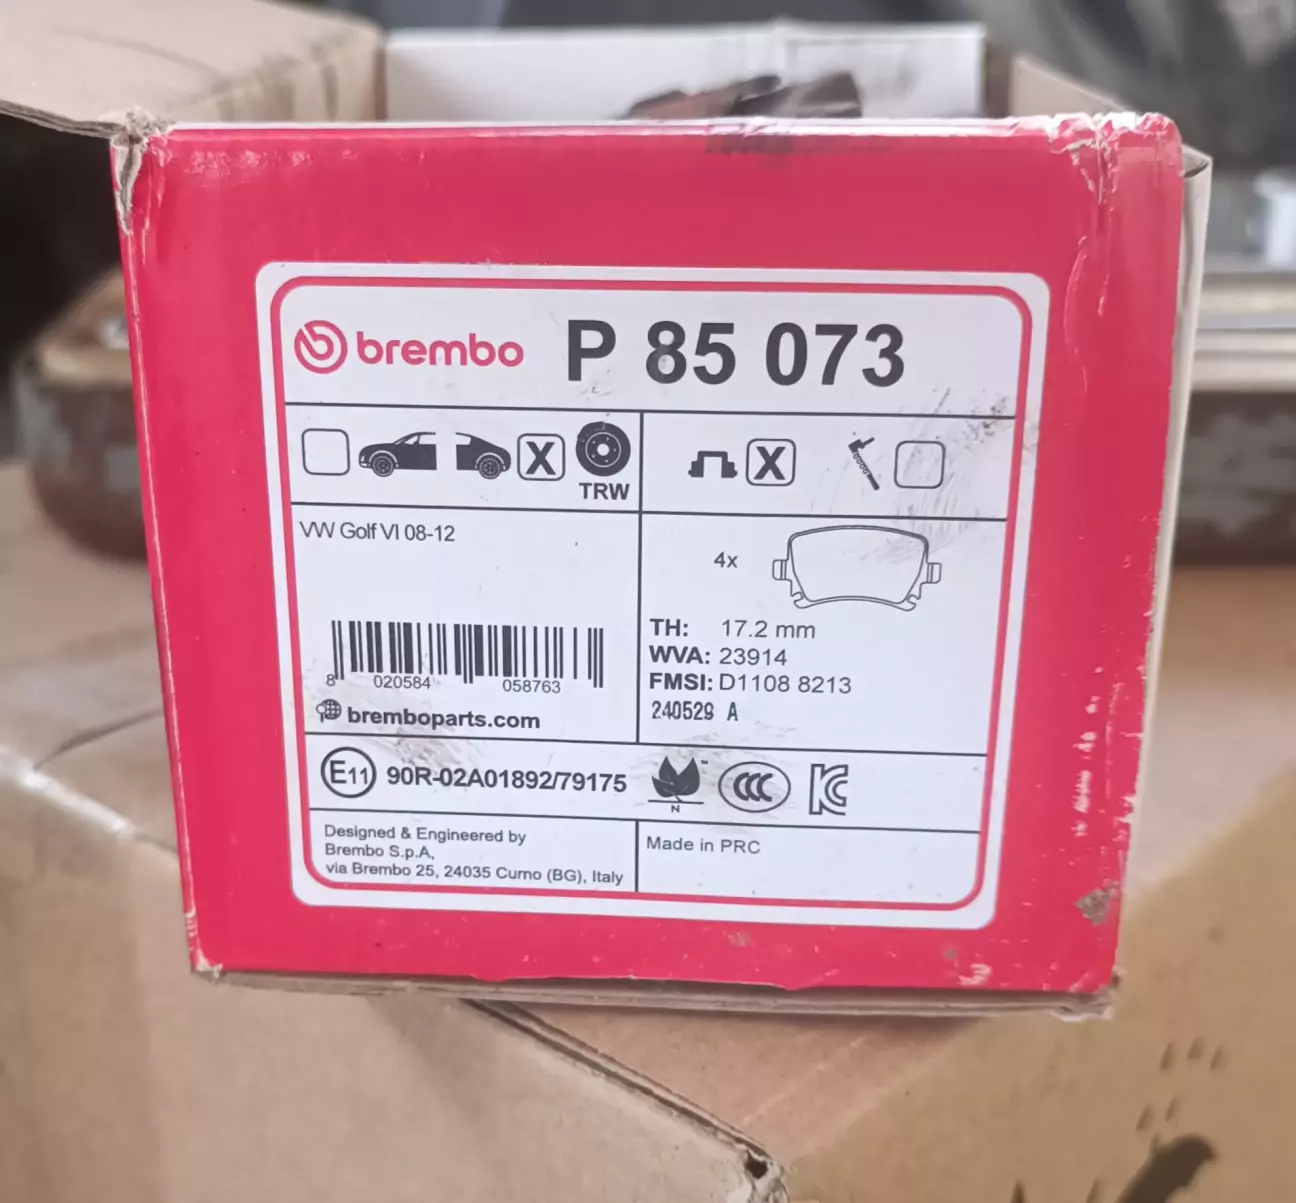 brembo P 85 073
X TRW X
VW Golf VI 08-12
4x
TH: 17.2 mm
WVA: 23914
FMSI: D1108 8213
240529 A
8 020584 058763
bremboparts.com
E11 90R-02A01892/79175
N
CCC
KC
Designed & Engineered by
Brembo S.p.A,
via Brembo 25, 24035 Curno (BG), Italy
Made in PRC